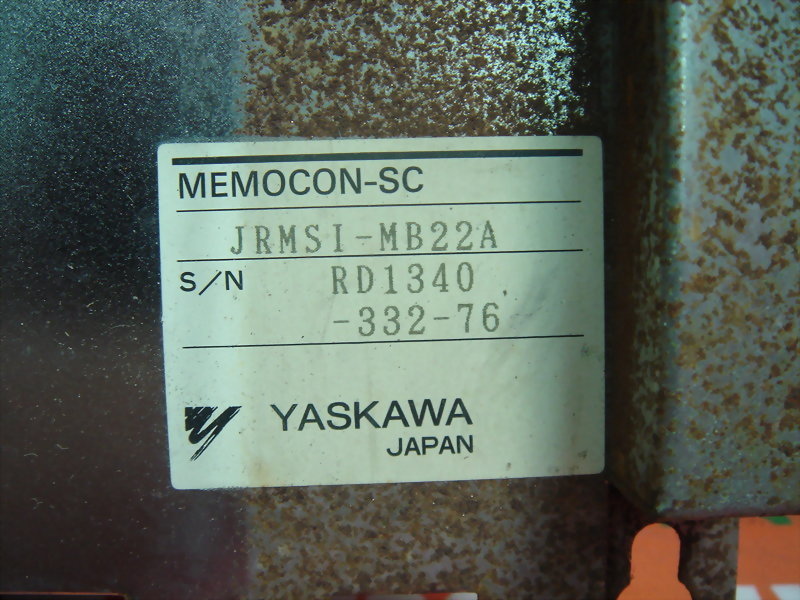 MEMOCON-SC
JRMSI-MB22A
S/N RD1340
-332-76
YASKAWA
JAPAN